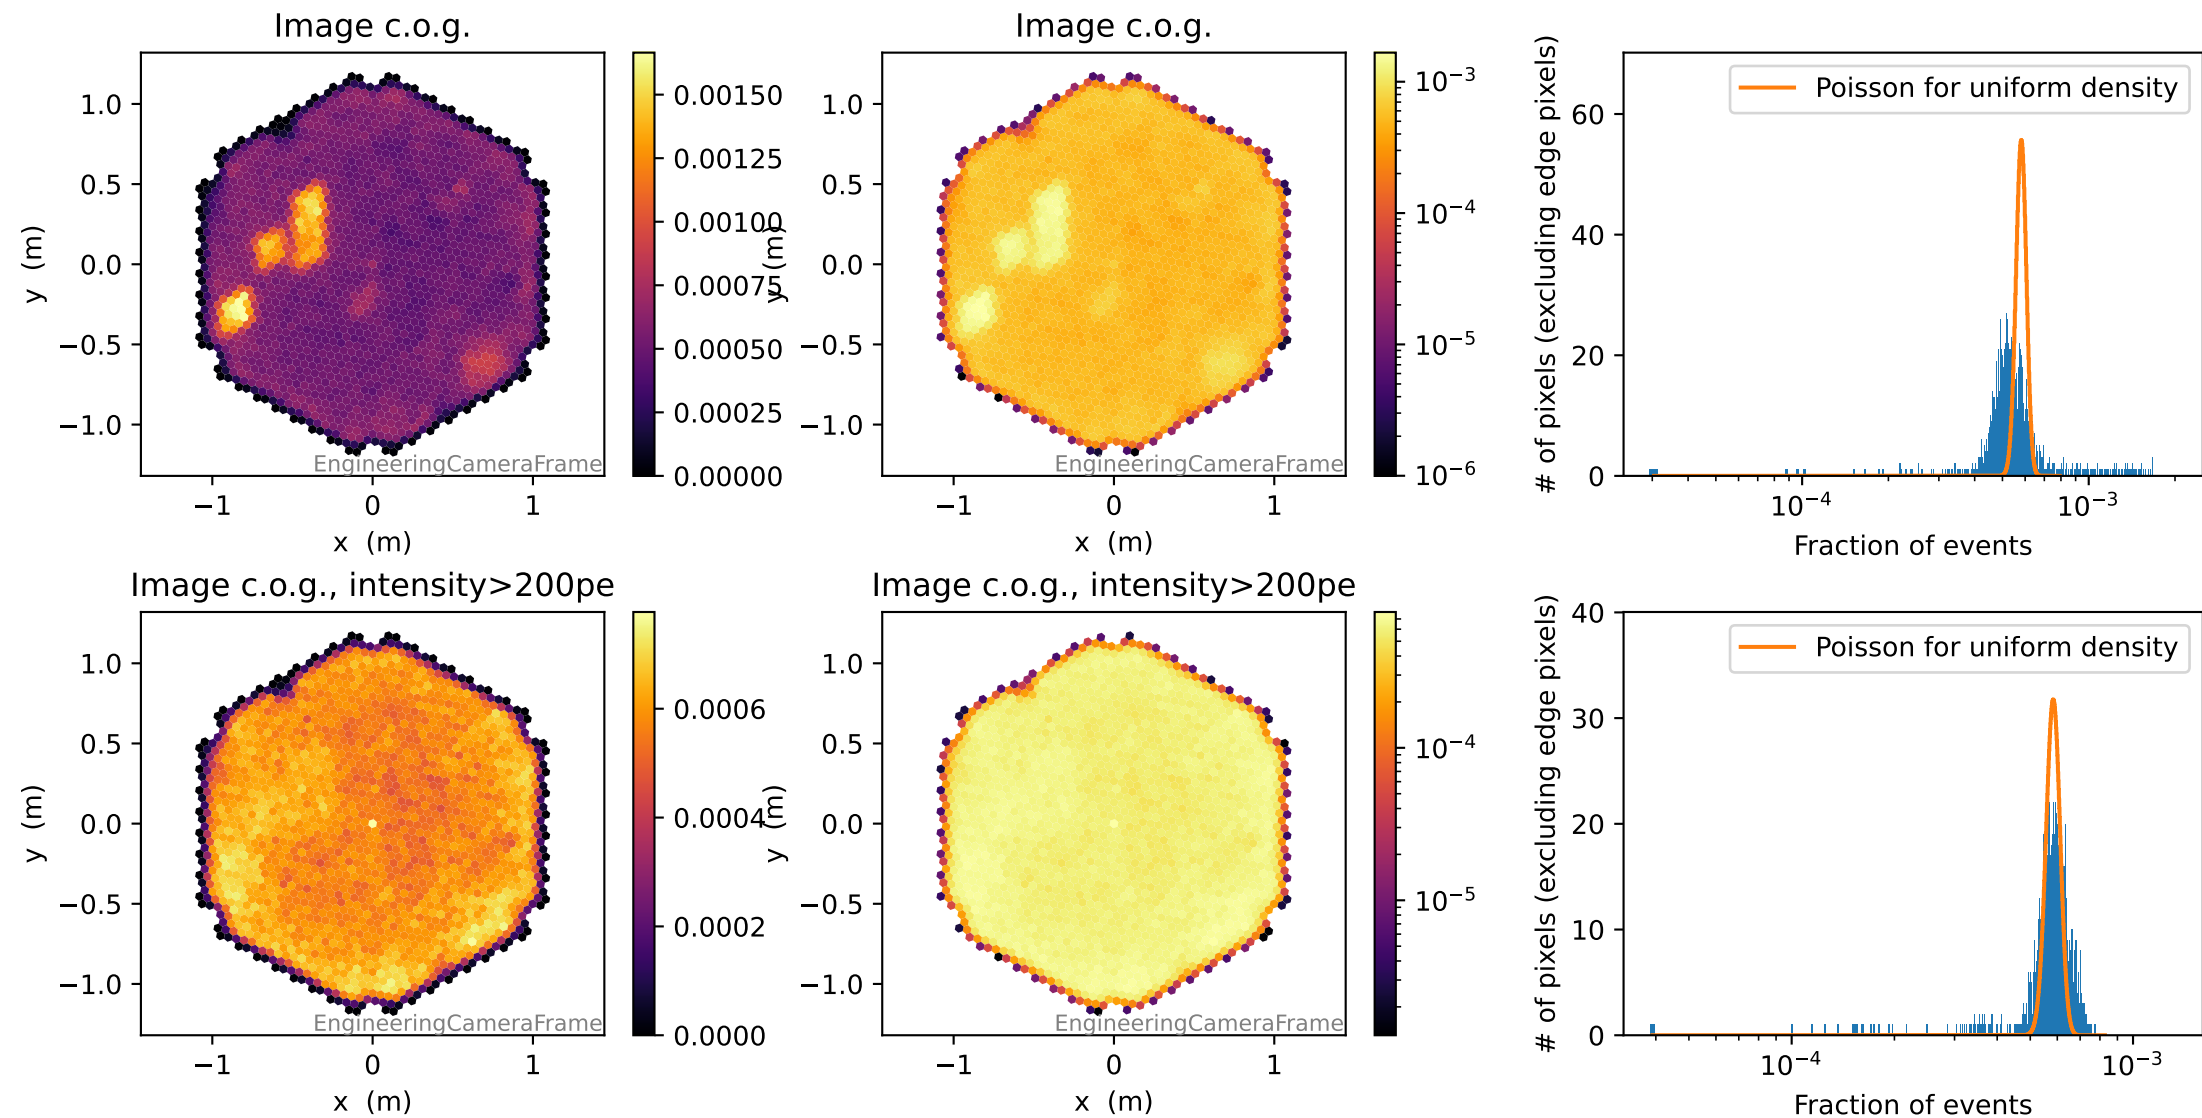 Image c.o.g.
y (m)
1.0
0.5
0.0
−0.5
−1.0
EngineeringCameraFrame
−1 0 1
x (m)
0.00150
0.00125
0.00100
0.00075
0.00050
0.00025
0.00000
Image c.o.g.
y (m)
1.0
0.5
0.0
−0.5
−1.0
EngineeringCameraFrame
−1 0 1
x (m)
10⁻³
10⁻⁴
10⁻⁵
10⁻⁶
# of pixels (excluding edge pixels)
60
40
20
0
Poisson for uniform density
10⁻⁴ 10⁻³
Fraction of events
Image c.o.g., intensity>200pe
y (m)
1.0
0.5
0.0
−0.5
−1.0
EngineeringCameraFrame
−1 0 1
x (m)
0.0006
0.0004
0.0002
0.0000
Image c.o.g., intensity>200pe
y (m)
1.0
0.5
0.0
−0.5
−1.0
EngineeringCameraFrame
−1 0 1
x (m)
10⁻⁴
10⁻⁵
# of pixels (excluding edge pixels)
40
30
20
10
0
Poisson for uniform density
10⁻⁴ 10⁻³
Fraction of events